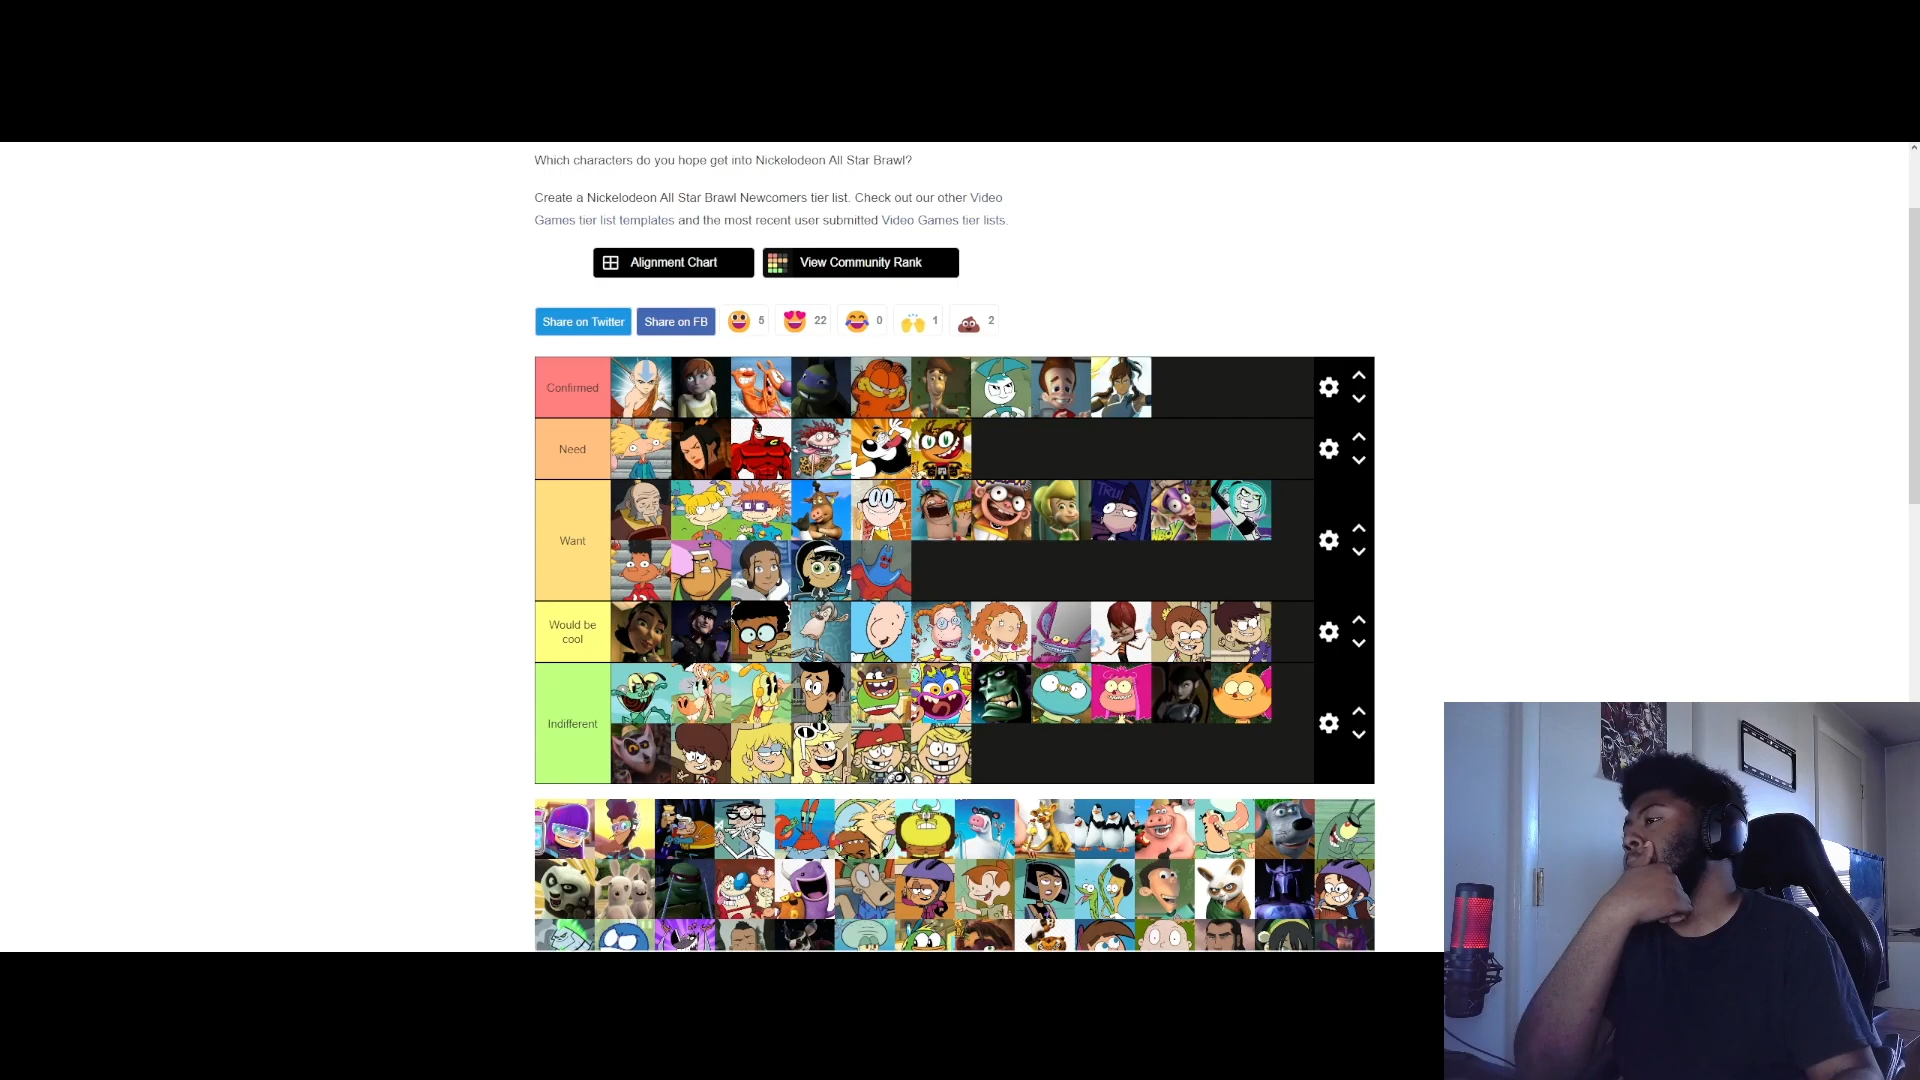 Which characters do you hope get into Nickelodeon All Star Brawl?
Create a Nickelodeon All Star Brawl Newcomers tier list. Check out our other Video
Games tier list templates and the most recent user submitted Video Games tier lists.
Alignment Chart
View Community Rank
Share on Twitter
Share on FB
5
22
0
1
2
Confirmed
Need
Want
TRU
Would be
cool
Indifferent